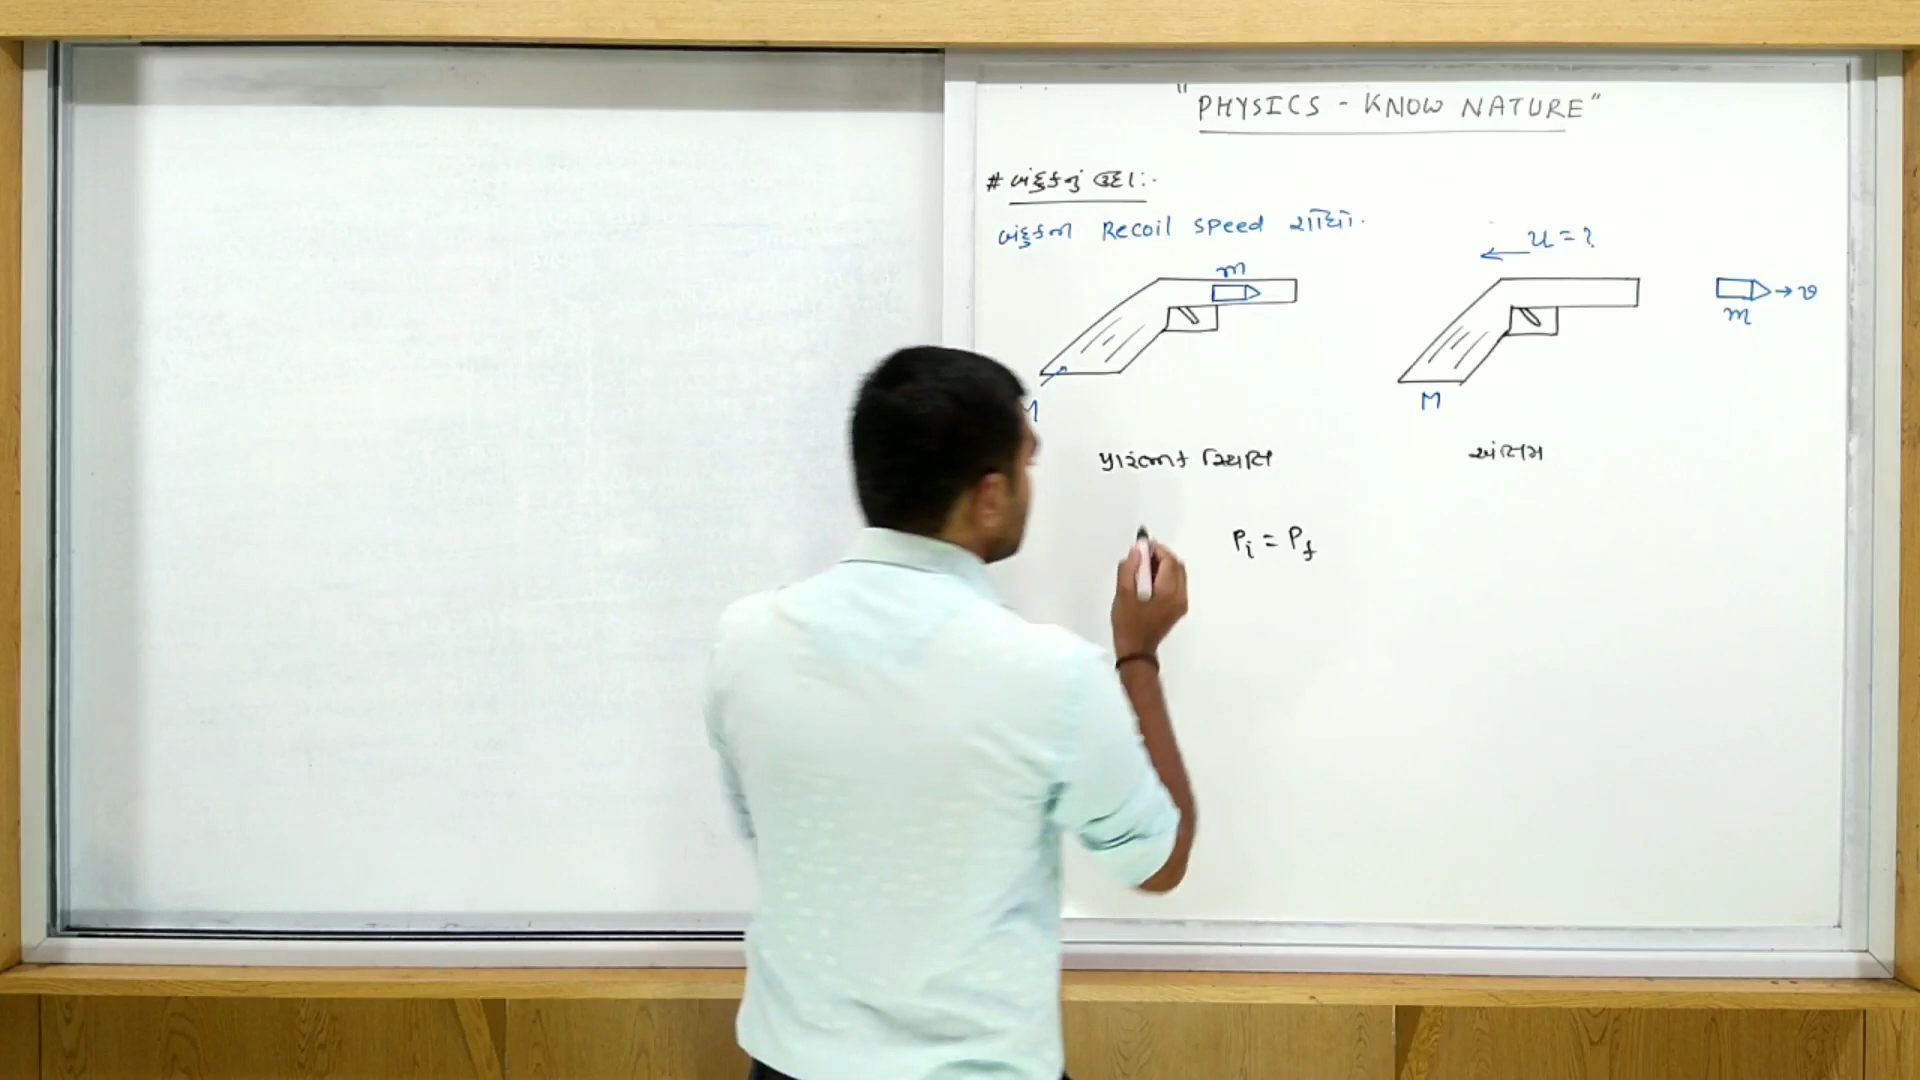 "PHYSICS - KNOW NATURE"
# બંદુકનું ઉદા:-
બંદુકની Recoil speed શોધો.
u = ?
m
→ v
m
M
M
પ્રારંભિક સ્થિતિ
અંતિમ
Pi = Pf